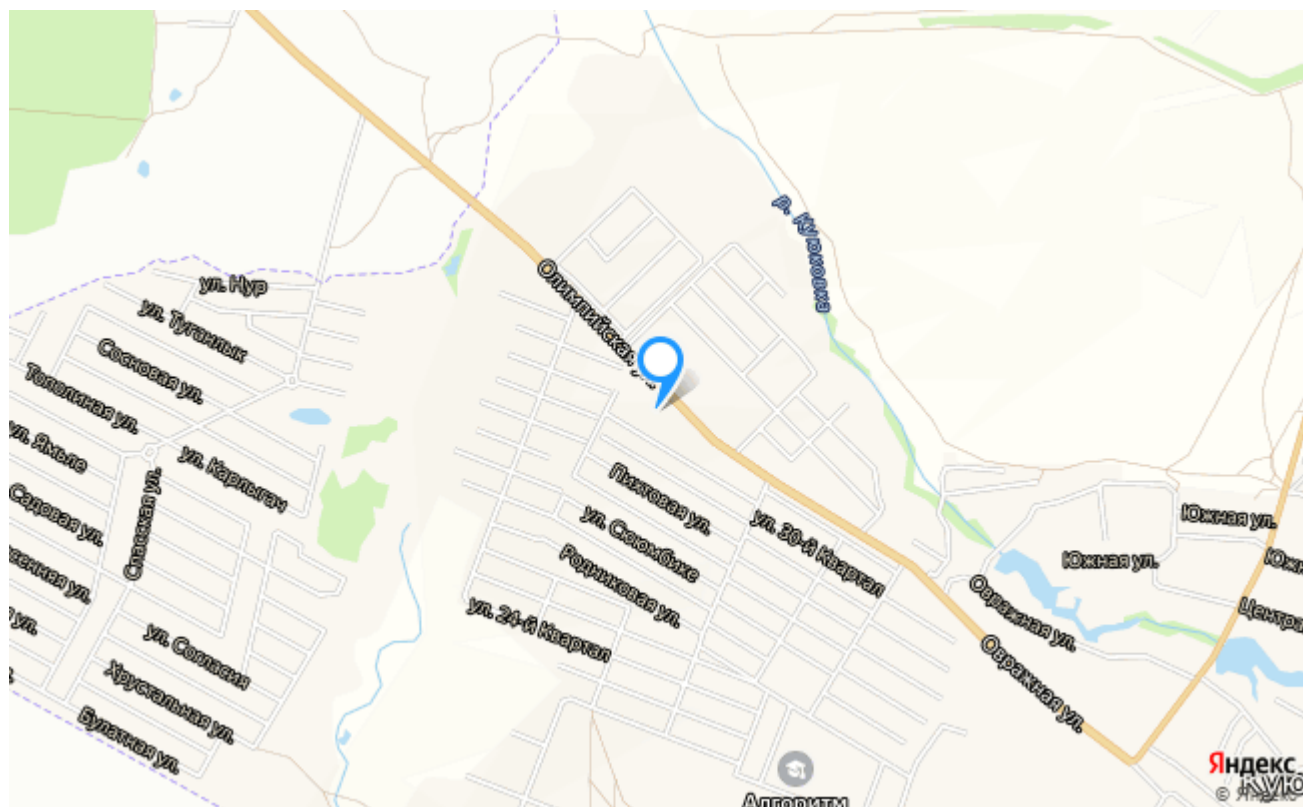 р. Куюковка
Олимпийская ул.
ул. Нур
ул. Туганлык
Сосновая ул.
Тополиная ул.
ул. Ямьле
ул. Карлыгач
Садовая ул.
Спасская ул.
ул.
ул. Согласия
Хрустальная ул.
Булатная ул.
Пихтовая ул.
ул. Сююмбике
Родниковая ул.
ул. 24-й Квартал
ул. 30-й Квартал
Южная ул.
Южная ул.
Овражная ул.
Овражная ул.
Алгоритм
Яндекс
© Яндекс